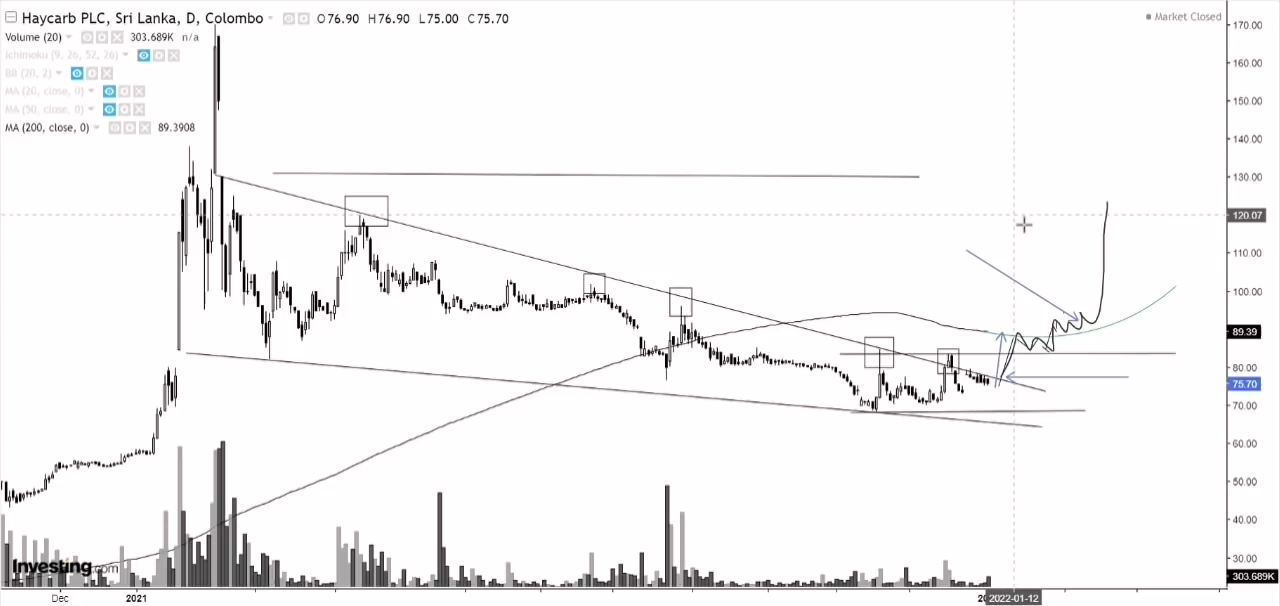 Haycarb PLC, Sri Lanka, D, Colombo O76.90 H76.90 L75.00 C75.70
Market Closed
Volume (20) 303.689K n/a
Ichimoku (9, 26, 52, 26)
BB (20, 2)
MA (20, close, 0)
MA (50, close, 0)
MA (200, close, 0) 89.3908
170.00
160.00
150.00
140.00
130.00
120.07
110.00
100.00
89.39
80.00
75.70
70.00
60.00
50.00
40.00
30.00
303.689K
Investing.com
Dec 2021 2022-01-12